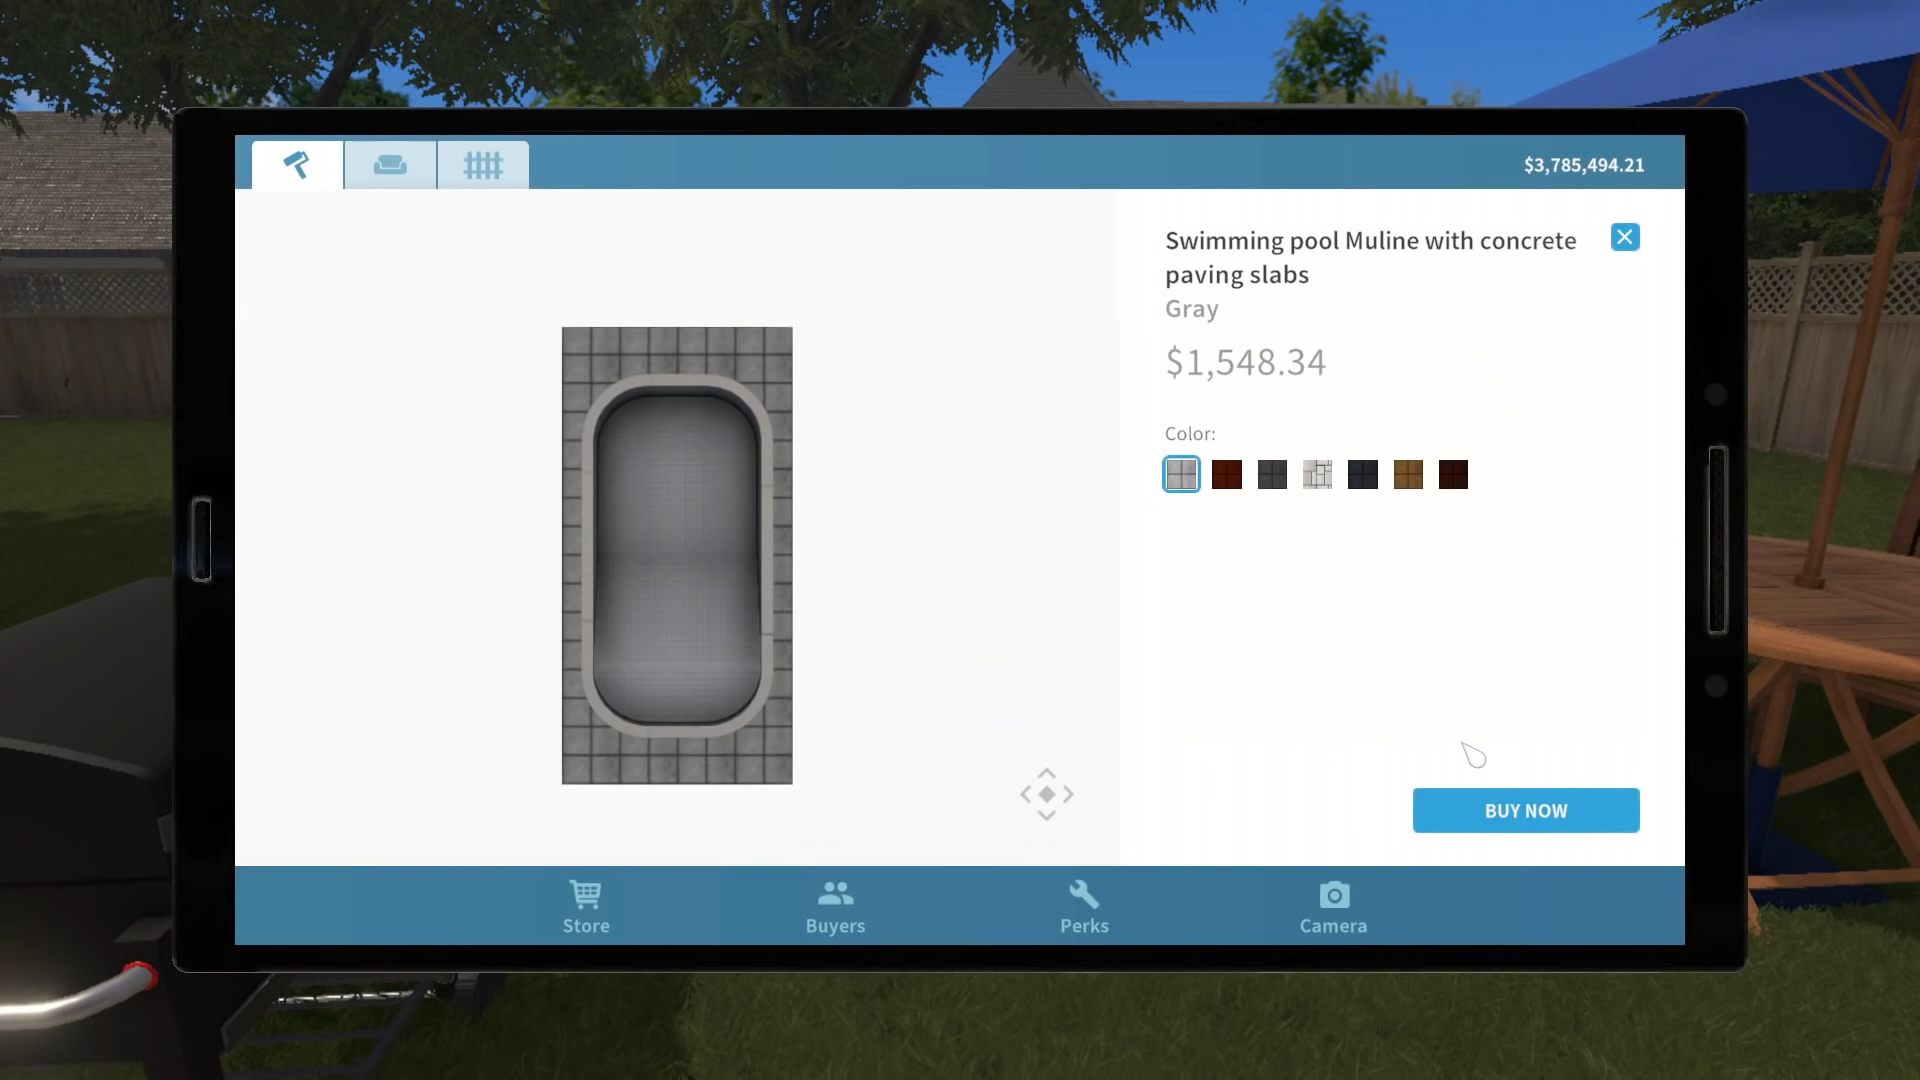 $3,785,494.21
Swimming pool Muline with concrete
paving slabs
Gray
$1,548.34
Color:
BUY NOW
Store
Buyers
Perks
Camera